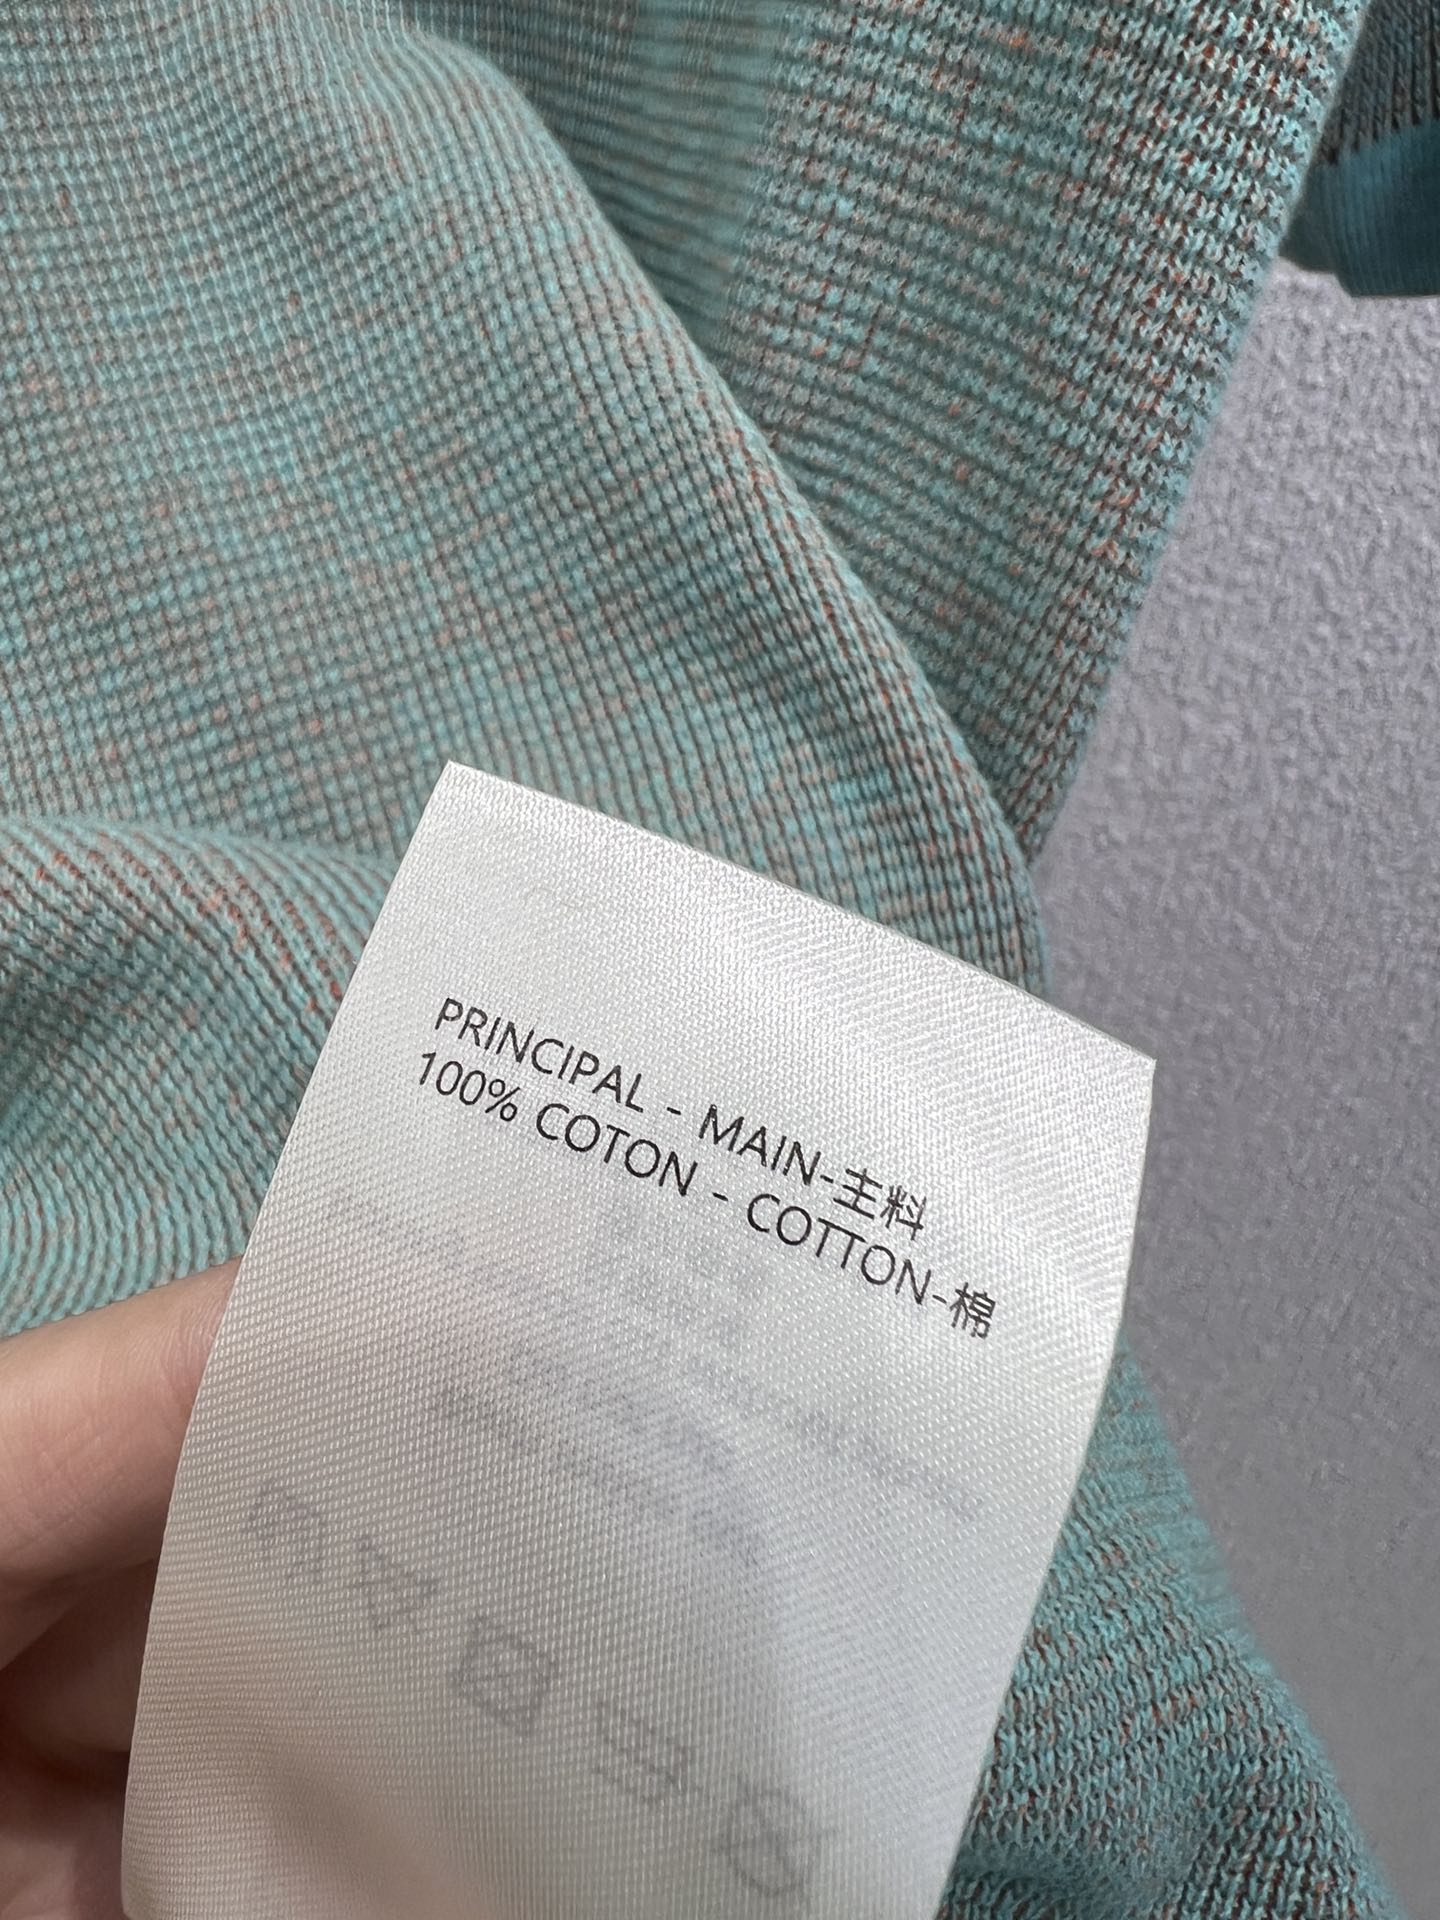 PRINCIPAL - MAIN-主料
100% COTON - COTTON-棉